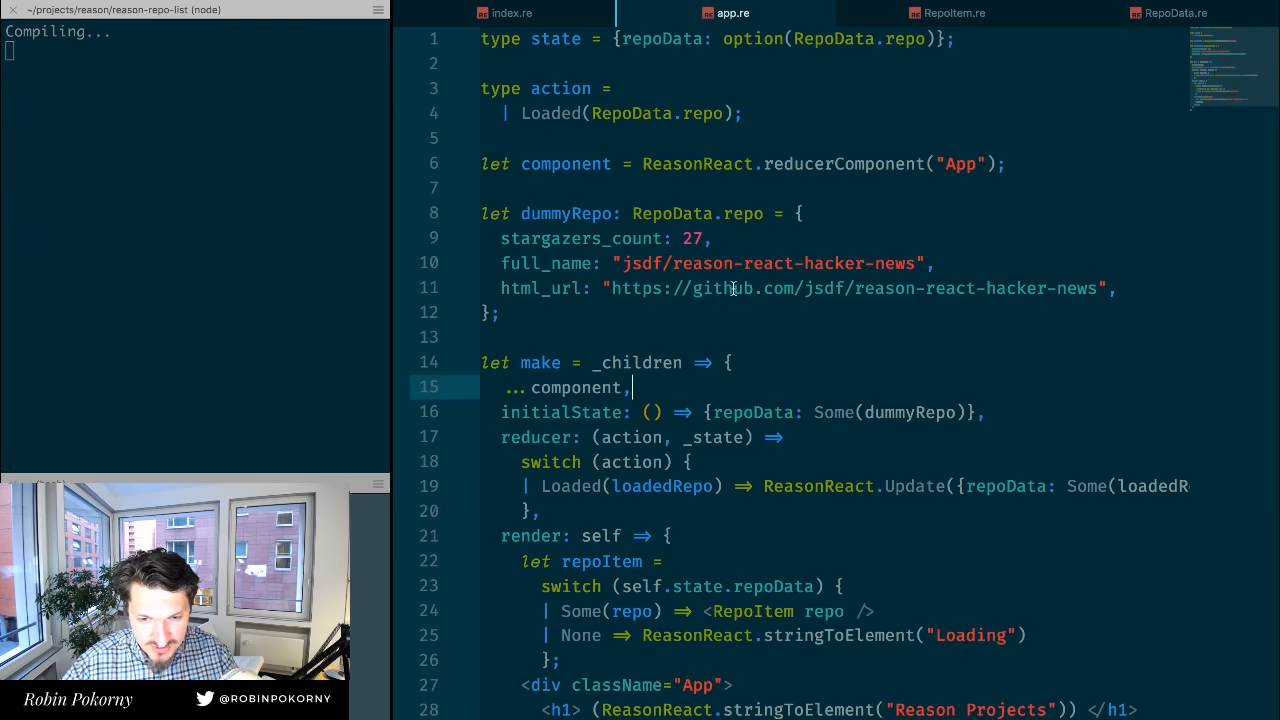 ~/projects/reason/reason-repo-list (node)
Compiling...
index.re
app.re
RepoItem.re
RepoData.re
1 type state = {repoData: option(RepoData.repo)};
2
3 type action =
4 | Loaded(RepoData.repo);
5
6 let component = ReasonReact.reducerComponent("App");
7
8 let dummyRepo: RepoData.repo = {
9 stargazers_count: 27,
10 full_name: "jsdf/reason-react-hacker-news",
11 html_url: "https://github.com/jsdf/reason-react-hacker-news",
12 };
13
14 let make = _children => {
15 ...component,
16 initialState: () => {repoData: Some(dummyRepo)},
17 reducer: (action, _state) =>
18 switch (action) {
19 | Loaded(loadedRepo) => ReasonReact.Update({repoData: Some(loadedR
20 },
21 render: self => {
22 let repoItem =
23 switch (self.state.repoData) {
24 | Some(repo) => <RepoItem repo />
25 | None => ReasonReact.stringToElement("Loading")
26 };
27 <div className="App">
28 <h1> (ReasonReact.stringToElement("Reason Projects")) </h1>
Robin Pokorny
@ROBINPOKORNY